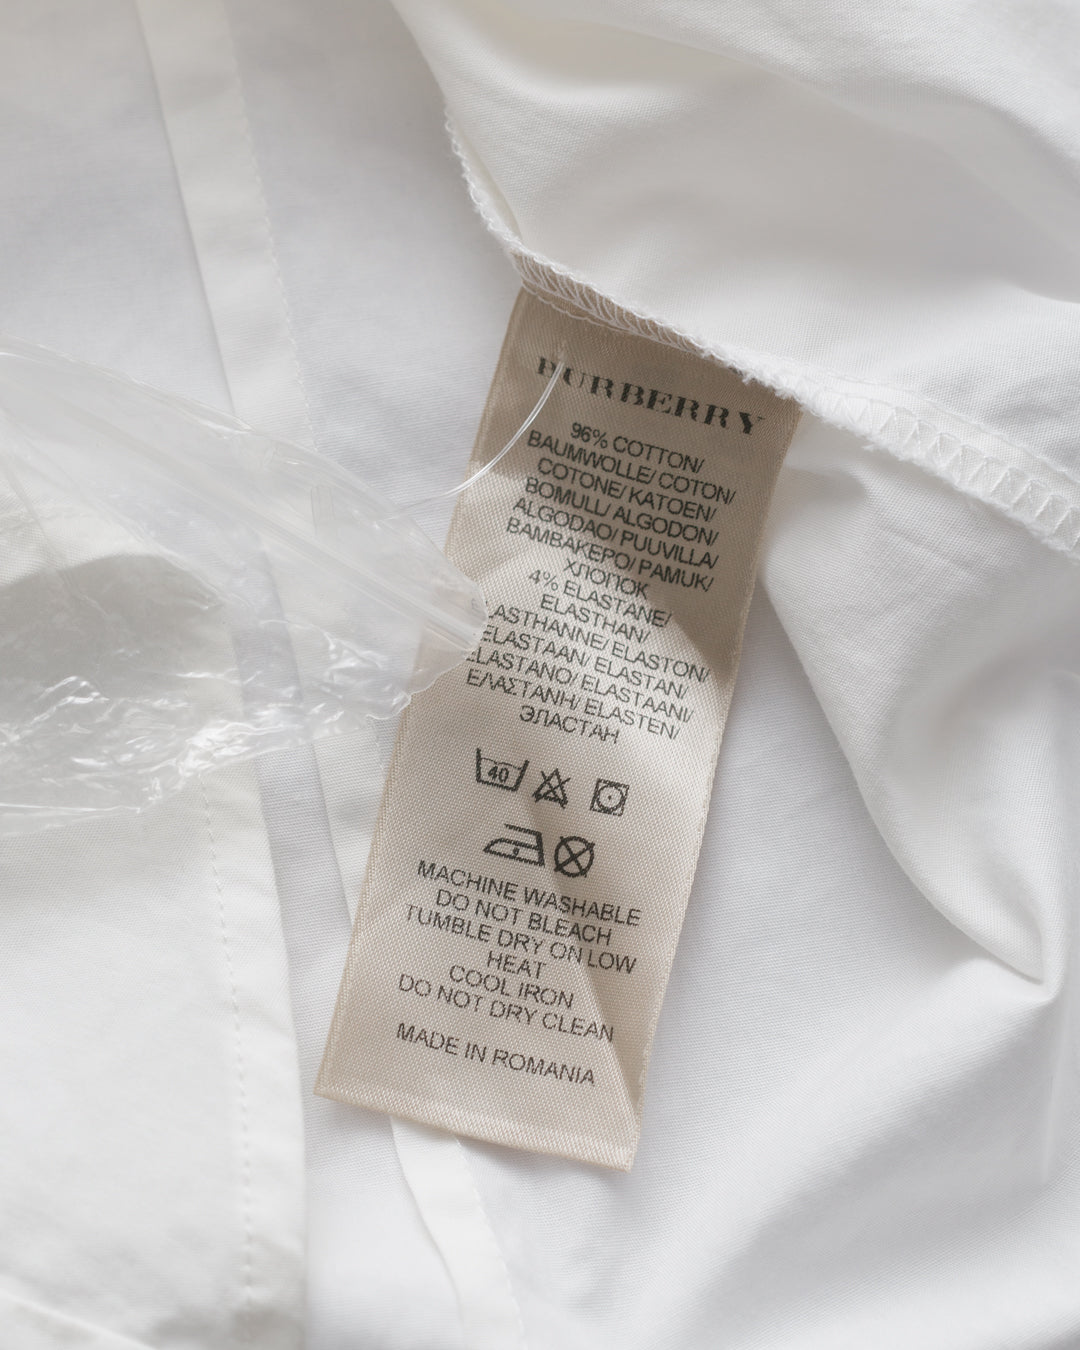 BURBERRY
96% COTTON/
BAUMWOLLE/ COTON/
COTONE/ KATOEN/
BOMULL/ ALGODON/
ALGODAO/ PUUVILLA/
ΒΑΜΒΑΚΕΡΟ/ PAMUK/
ХЛОПОК
4% ELASTANE/
ELASTHAN/
ELASTHANNE/ ELASTON/
ELASTAAN/ ELASTAN/
ELASTANO/ ELASTAANI/
ΕΛΑΣΤΑΝΗ/ ELASTEN/
ЭЛАСТАН
40
MACHINE WASHABLE
DO NOT BLEACH
TUMBLE DRY ON LOW
HEAT
COOL IRON
DO NOT DRY CLEAN
MADE IN ROMANIA